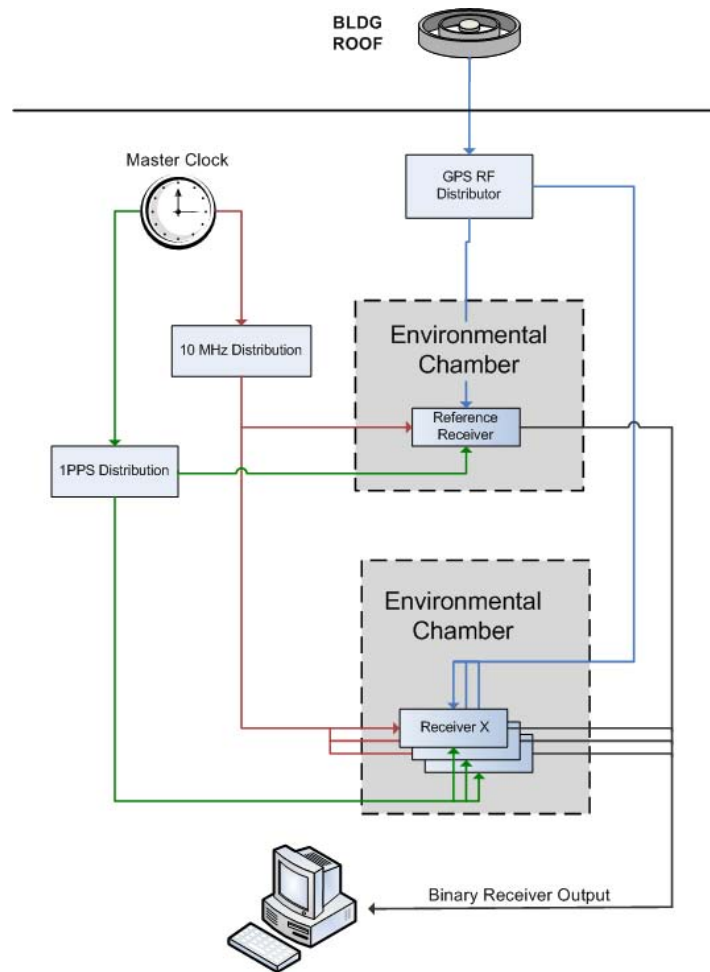 BLDG
ROOF
Master Clock
GPS RF
Distributor
10 MHz Distribution
Environmental
Chamber
Reference
Receiver
1PPS Distribution
Environmental
Chamber
Receiver X
Binary Receiver Output